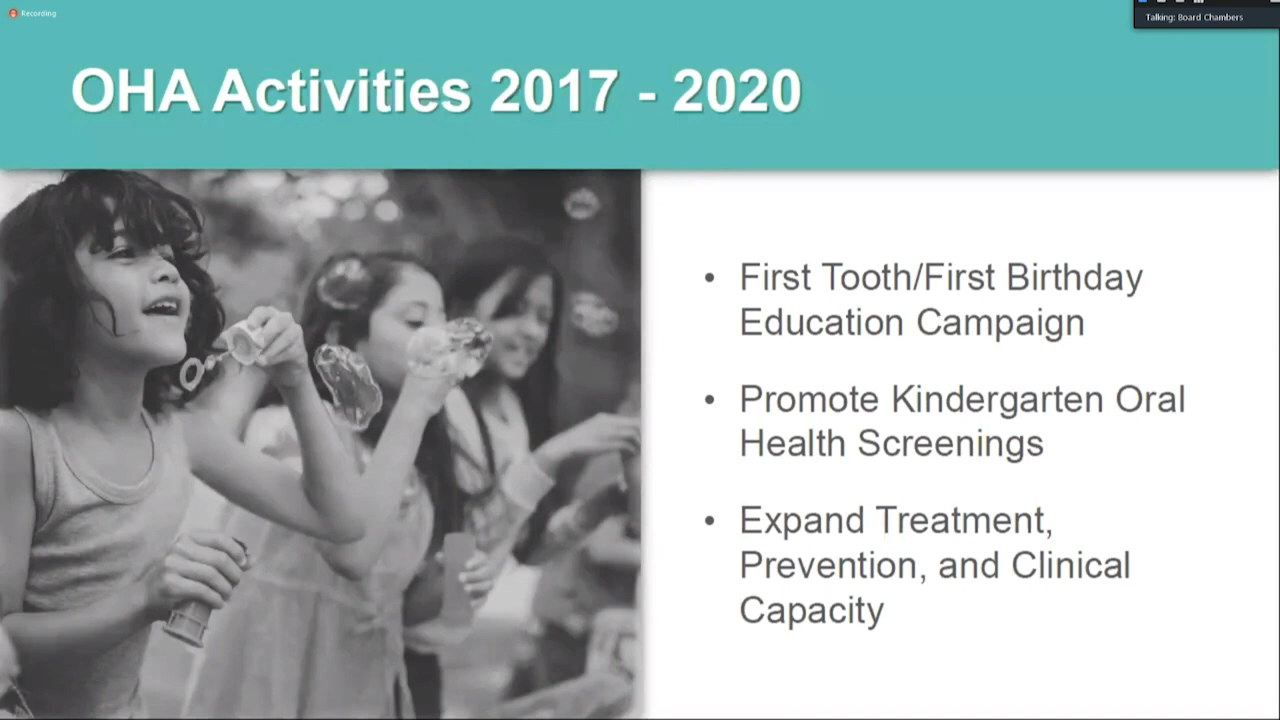 Recording
Talking: Board Chambers
OHA Activities 2017 - 2020
• First Tooth/First Birthday
Education Campaign
• Promote Kindergarten Oral
Health Screenings
• Expand Treatment,
Prevention, and Clinical
Capacity